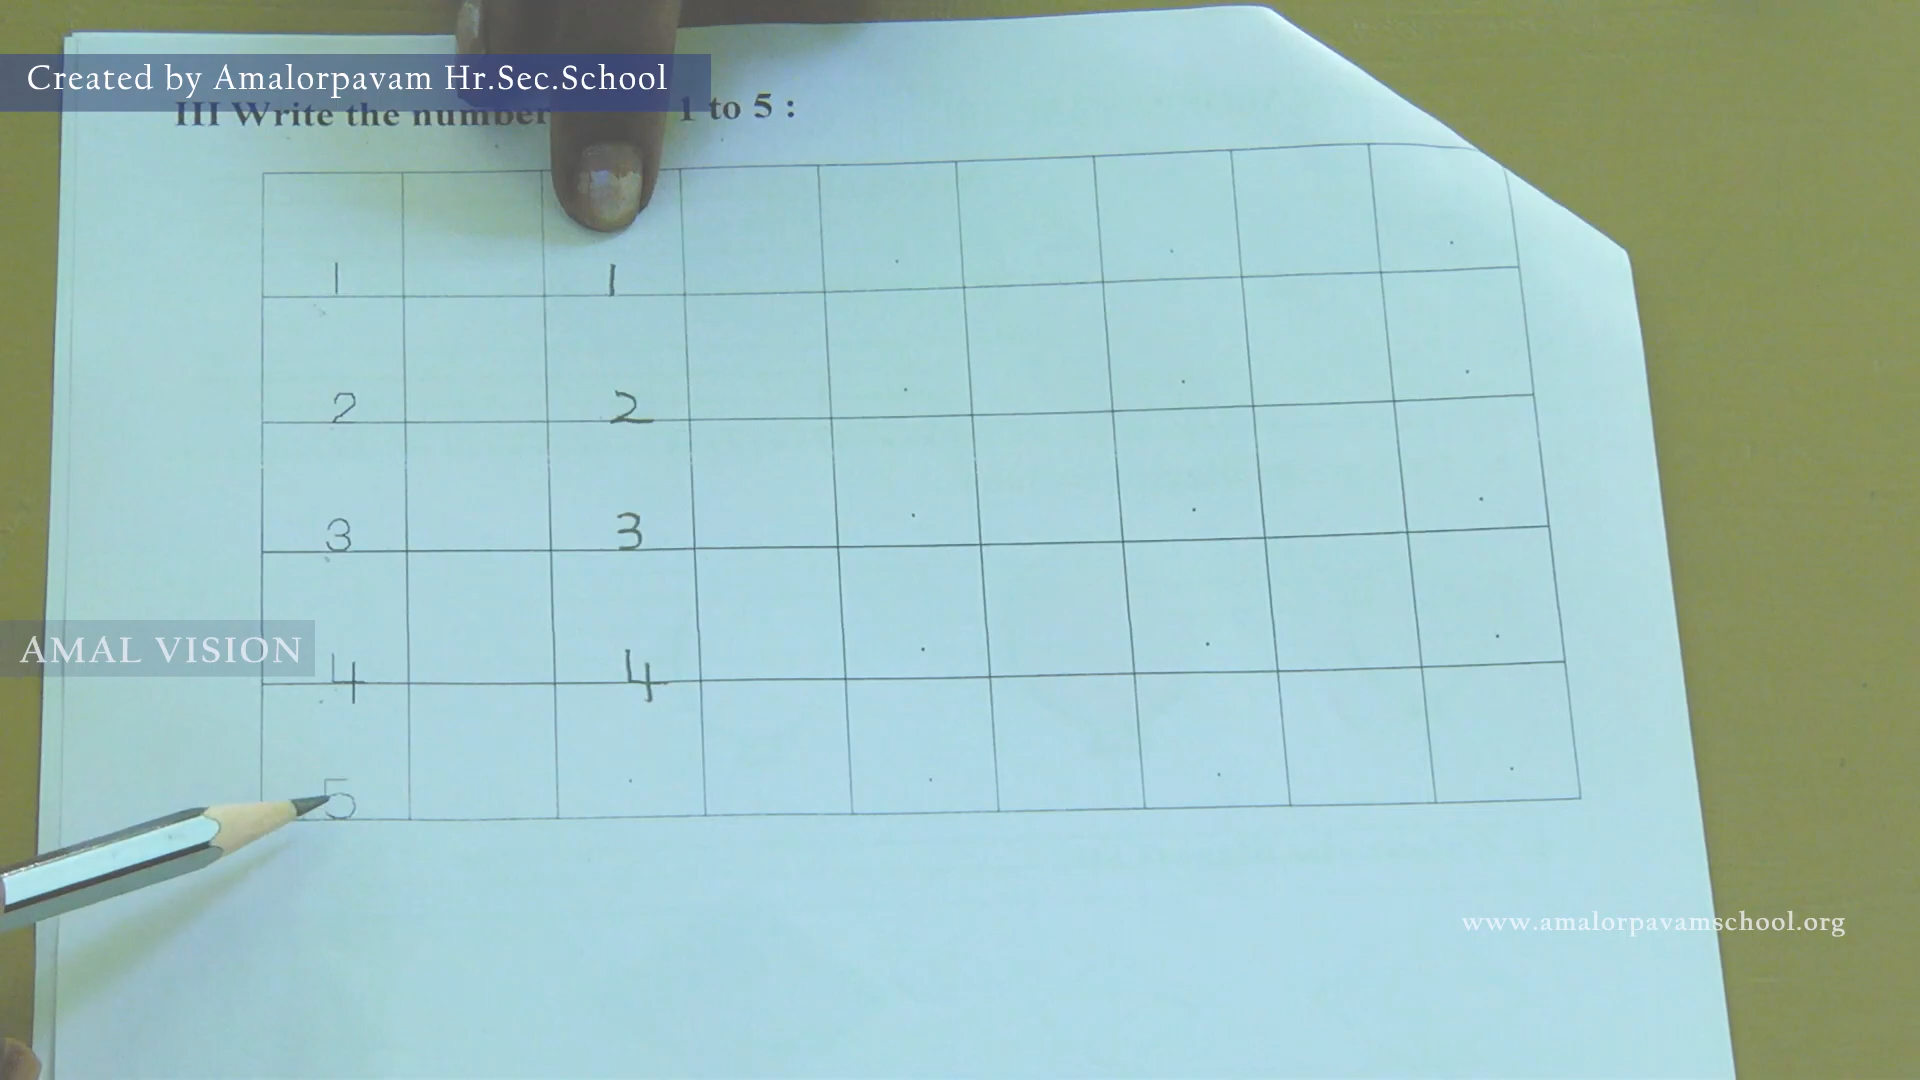 Created by Amalorpavam Hr.Sec.School
III Write the number 1 to 5 :
1 1
2 2
3 3
AMAL VISION
4 4
5
www.amalorpavamschool.org